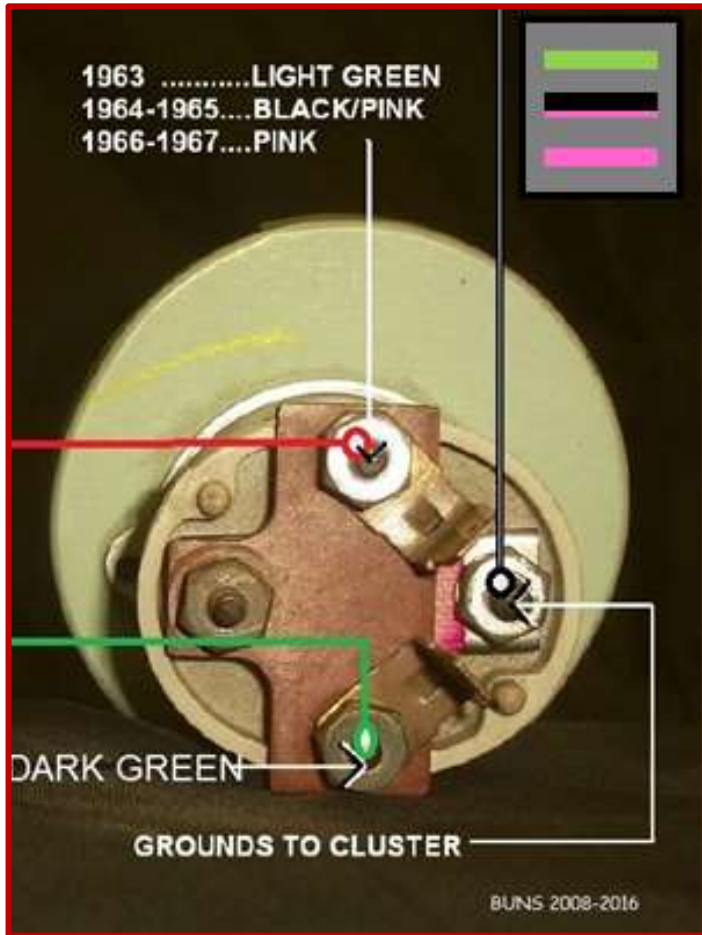 1963 ...........LIGHT GREEN
1964-1965....BLACK/PINK
1966-1967....PINK
DARK GREEN
GROUNDS TO CLUSTER
BUNS 2008-2016